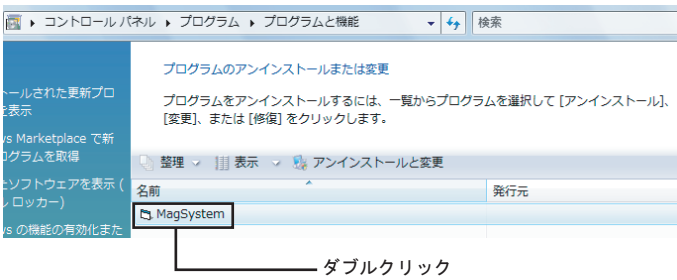 コントロール パネル ▸ プログラム ▸ プログラムと機能
検索
プログラムのアンインストールまたは変更
プログラムをアンインストールするには、一覧からプログラムを選択して [アンインストール]、
[変更]、または [修復] をクリックします。
ールされた更新プロ
を表示
ws Marketplace で新
ログラムを取得
たソフトウェアを表示 (
ル ロッカー)
ws の機能の有効化また
整理 表示 アンインストールと変更
名前 発行元
MagSystem
ダブルクリック